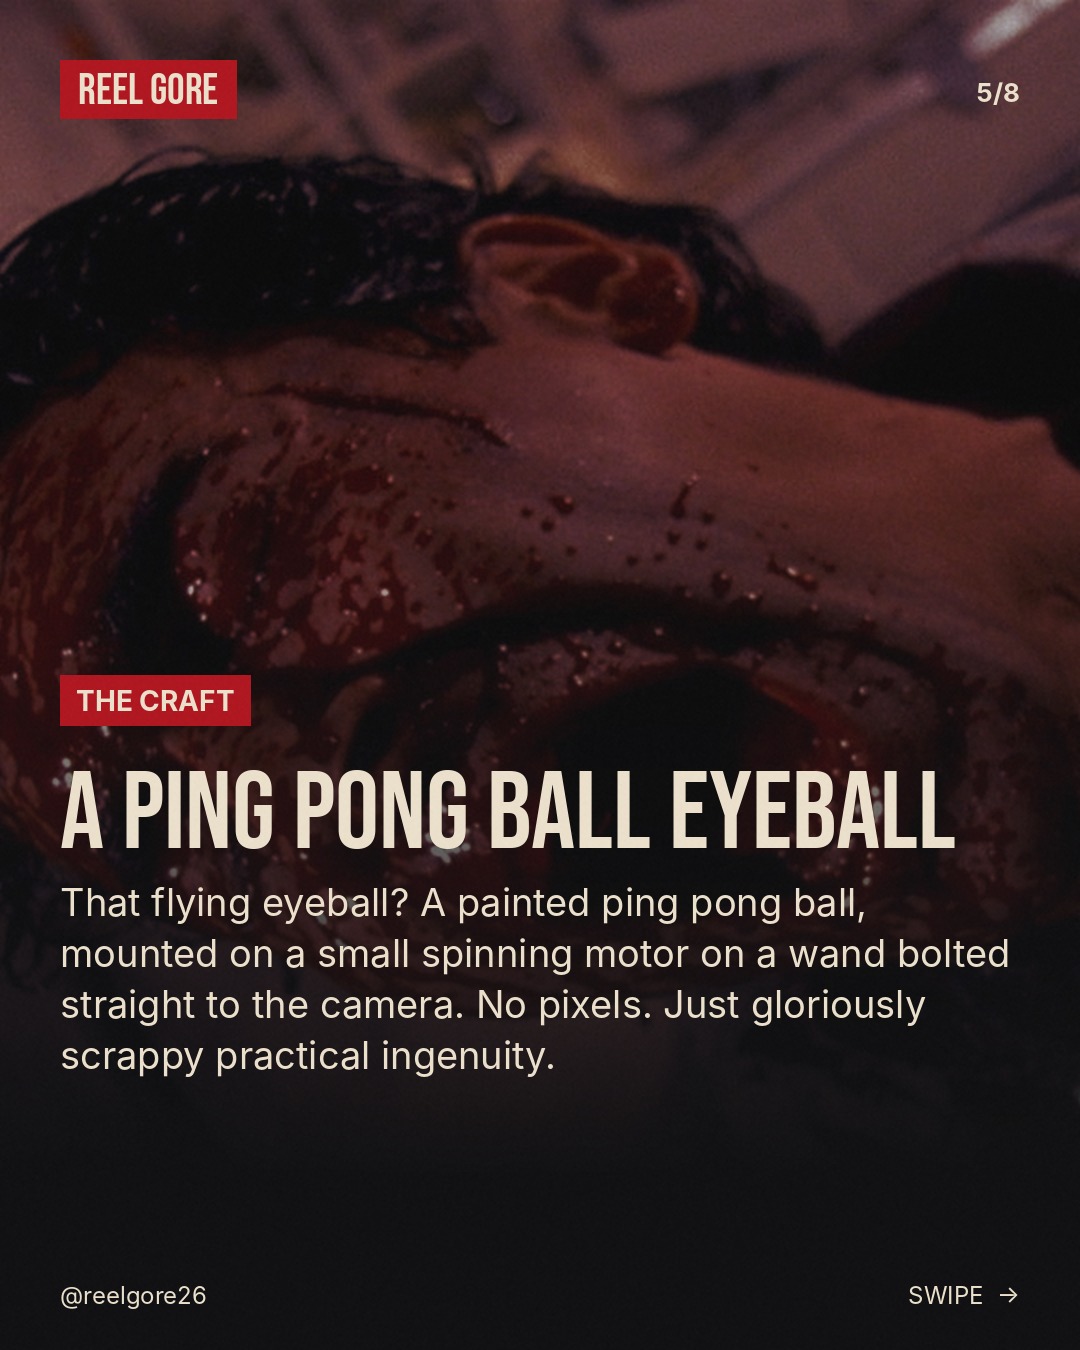 REEL GORE
5/8
THE CRAFT
A PING PONG BALL EYEBALL
That flying eyeball? A painted ping pong ball,
mounted on a small spinning motor on a wand bolted
straight to the camera. No pixels. Just gloriously
scrappy practical ingenuity.
@reelgore26
SWIPE →